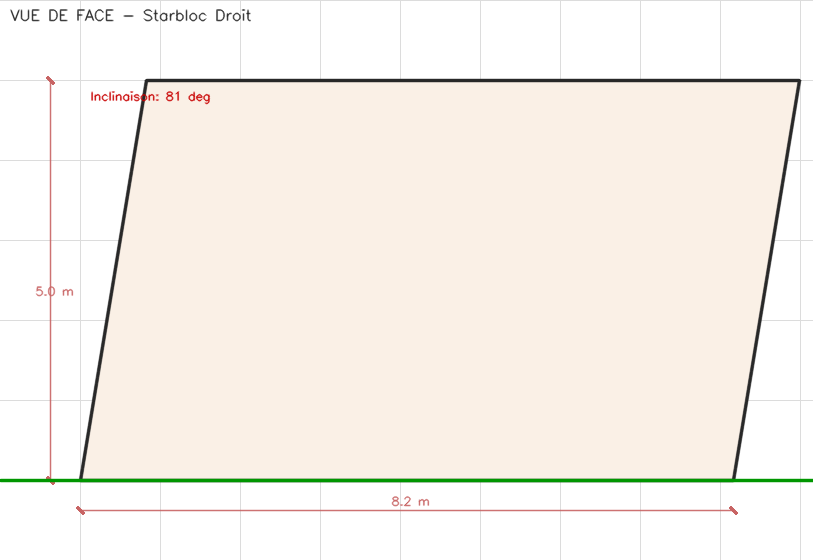 VUE DE FACE – Starbloc Droit
Inclinaison: 81 deg
5.0 m
8.2 m